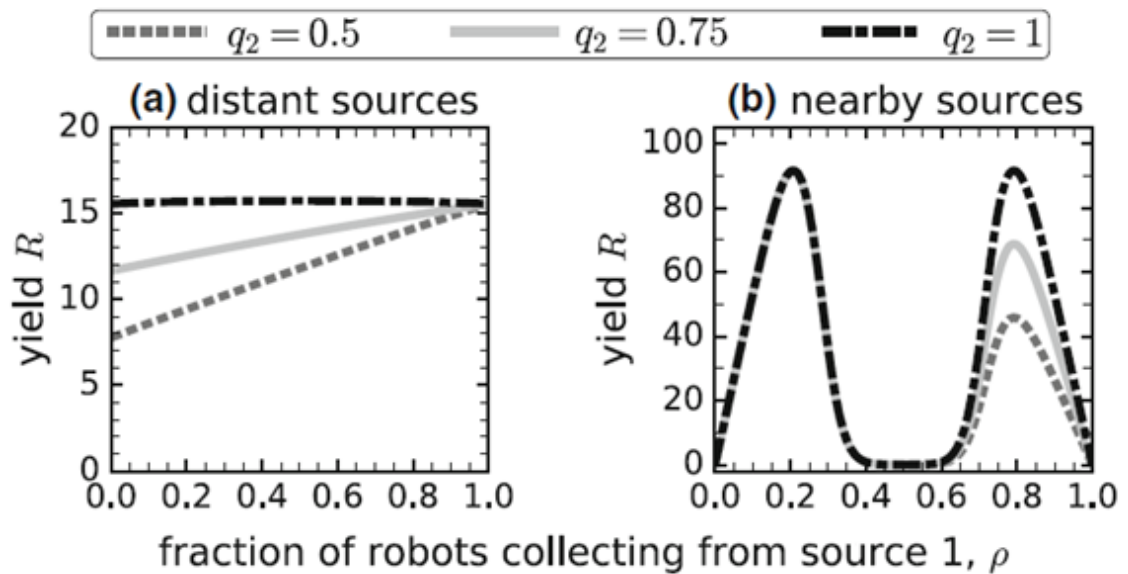 q₂ = 0.5 q₂ = 0.75 q₂ = 1
(a) distant sources
(b) nearby sources
20
15
10
5
0
yield R
0.0 0.2 0.4 0.6 0.8 1.0
100
80
60
40
20
0
yield R
0.0 0.2 0.4 0.6 0.8 1.0
fraction of robots collecting from source 1, ρ